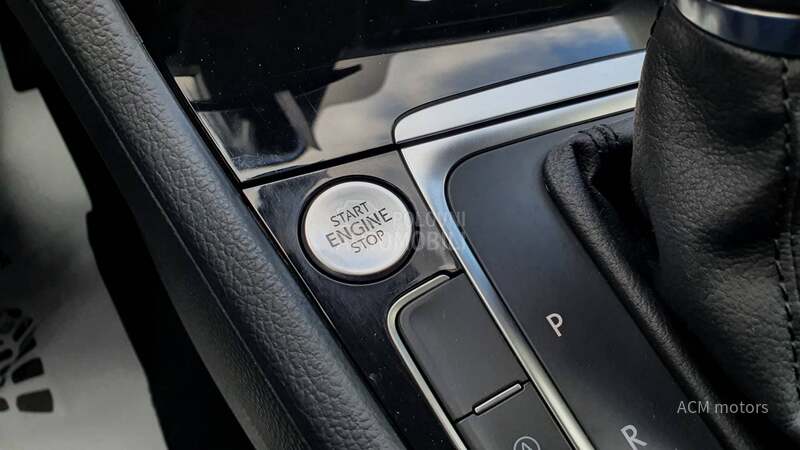 START
ENGINE
STOP
P
R
A
ACM motors